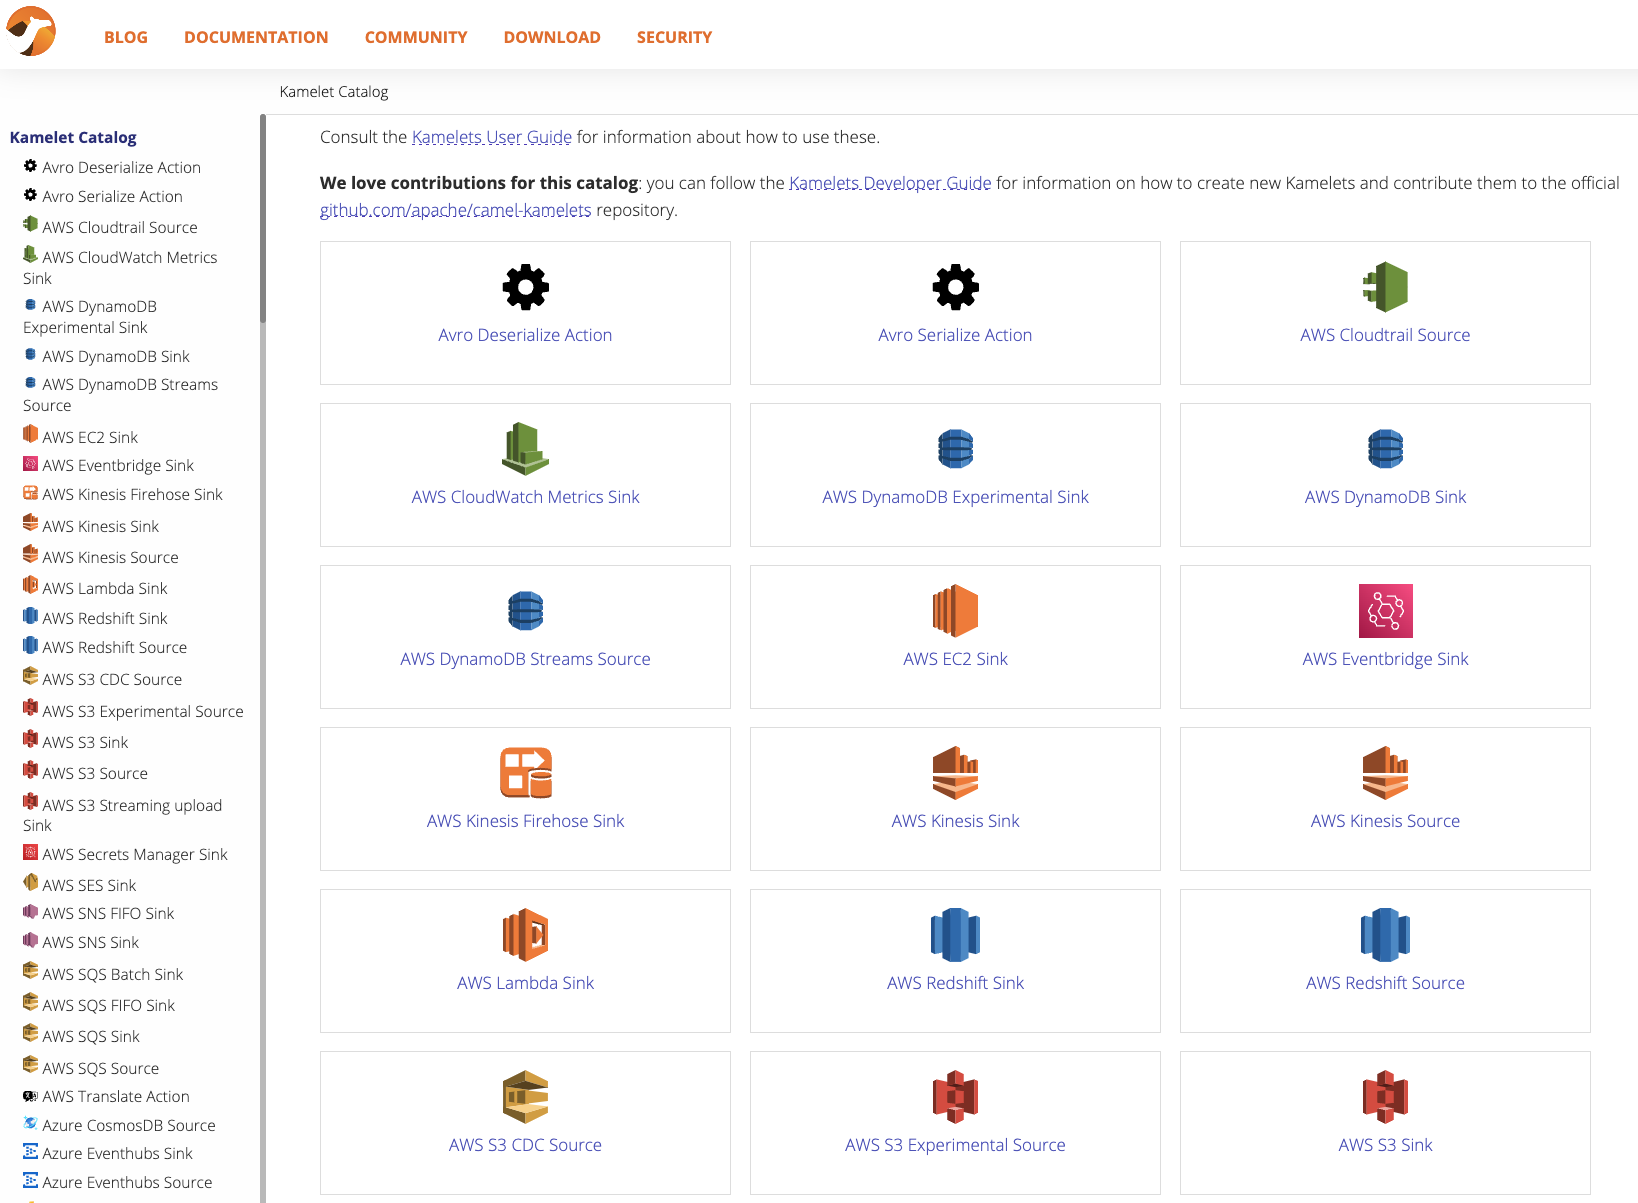 BLOG DOCUMENTATION COMMUNITY DOWNLOAD SECURITY
Kamelet Catalog
Kamelet Catalog
Avro Deserialize Action
Avro Serialize Action
AWS Cloudtrail Source
AWS CloudWatch Metrics
Sink
AWS DynamoDB
Experimental Sink
AWS DynamoDB Sink
AWS DynamoDB Streams
Source
AWS EC2 Sink
AWS Eventbridge Sink
AWS Kinesis Firehose Sink
AWS Kinesis Sink
AWS Kinesis Source
AWS Lambda Sink
AWS Redshift Sink
AWS Redshift Source
AWS S3 CDC Source
AWS S3 Experimental Source
AWS S3 Sink
AWS S3 Source
AWS S3 Streaming upload
Sink
AWS Secrets Manager Sink
AWS SES Sink
AWS SNS FIFO Sink
AWS SNS Sink
AWS SQS Batch Sink
AWS SQS FIFO Sink
AWS SQS Sink
AWS SQS Source
AWS Translate Action
Azure CosmosDB Source
Azure Eventhubs Sink
Azure Eventhubs Source
Consult the Kamelets User Guide for information about how to use these.
We love contributions for this catalog: you can follow the Kamelets Developer Guide for information on how to create new Kamelets and contribute them to the official
github.com/apache/camel-kamelets repository.
Avro Deserialize Action
Avro Serialize Action
AWS Cloudtrail Source
AWS CloudWatch Metrics Sink
AWS DynamoDB Experimental Sink
AWS DynamoDB Sink
AWS DynamoDB Streams Source
AWS EC2 Sink
AWS Eventbridge Sink
AWS Kinesis Firehose Sink
AWS Kinesis Sink
AWS Kinesis Source
AWS Lambda Sink
AWS Redshift Sink
AWS Redshift Source
AWS S3 CDC Source
AWS S3 Experimental Source
AWS S3 Sink